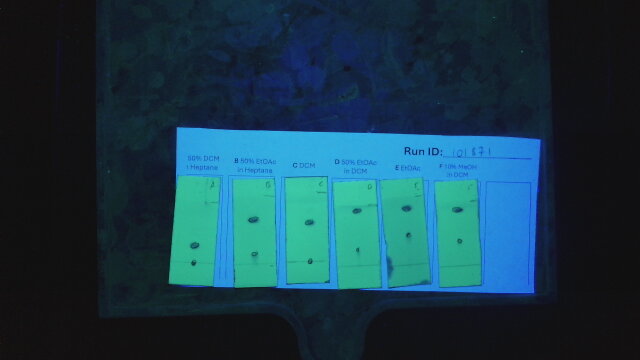 Run ID: 101871
50% DCM
n Heptane
B 50% EtOAc
in Heptane
C DCM
D 50% EtOAc
in DCM
E EtOAc
F 10% MeOH
in DCM